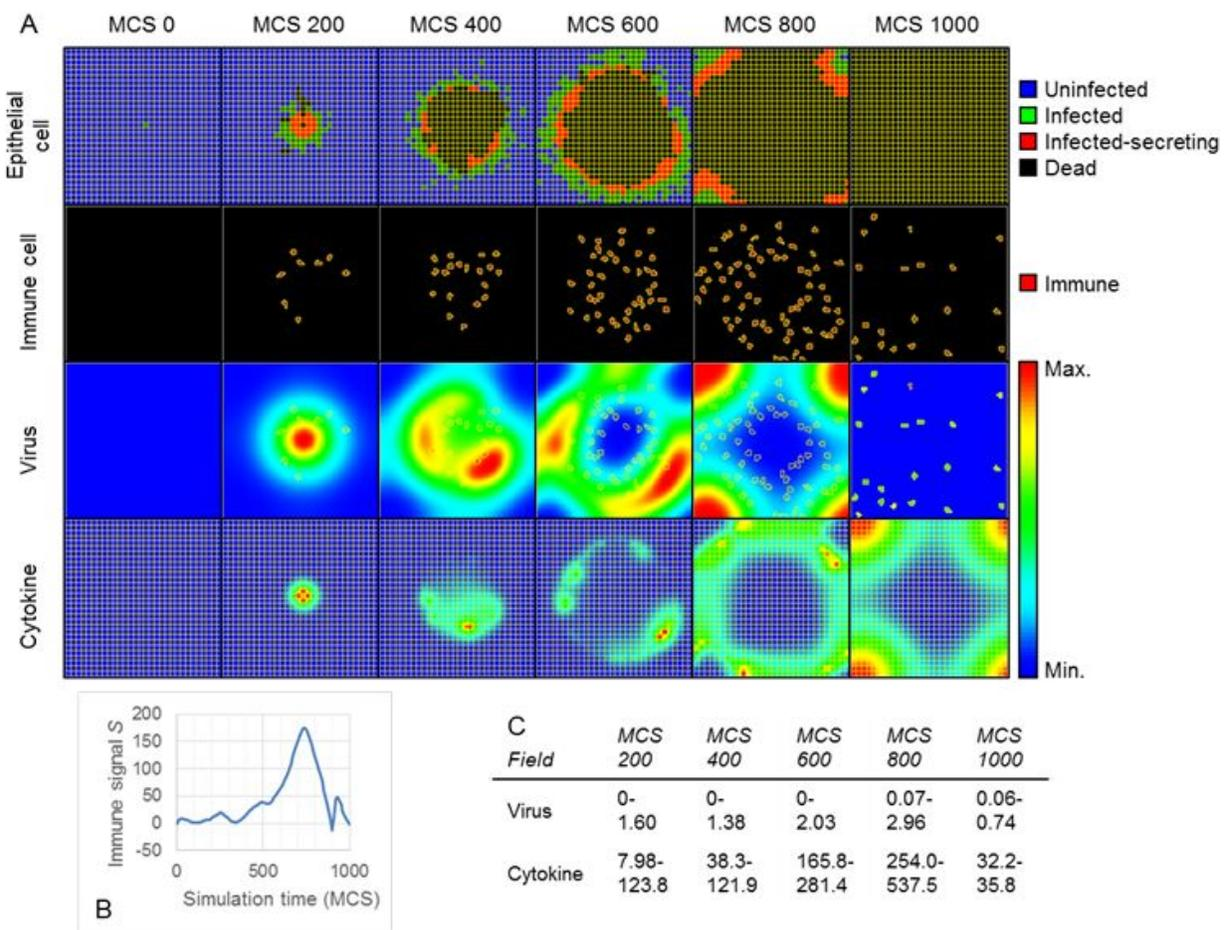 A
MCS 0 MCS 200 MCS 400 MCS 600 MCS 800 MCS 1000
Epithelial
cell
Uninfected
Infected
Infected-secreting
Dead
Immune cell
Immune
Virus
Max.
Cytokine
Min.
Immune signal S
200
150
100
50
0
-50
0 500 1000
Simulation time (MCS)
B
C
Field MCS 200 MCS 400 MCS 600 MCS 800 MCS 1000
Virus 0-1.60 0-1.38 0-2.03 0.07-2.96 0.06-0.74
Cytokine 7.98-123.8 38.3-121.9 165.8-281.4 254.0-537.5 32.2-35.8